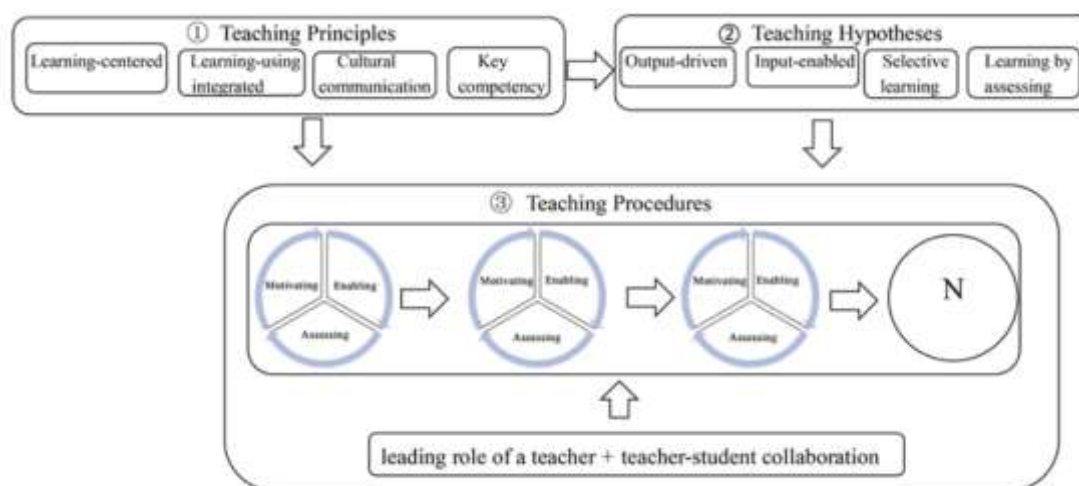 ① Teaching Principles
Learning-centered
Learning-using
integrated
Cultural
communication
Key
competency
② Teaching Hypotheses
Output-driven
Input-enabled
Selective
learning
Learning by
assessing
③ Teaching Procedures
Motivating
Enabling
Assessing
Motivating
Enabling
Assessing
Motivating
Enabling
Assessing
N
leading role of a teacher + teacher-student collaboration